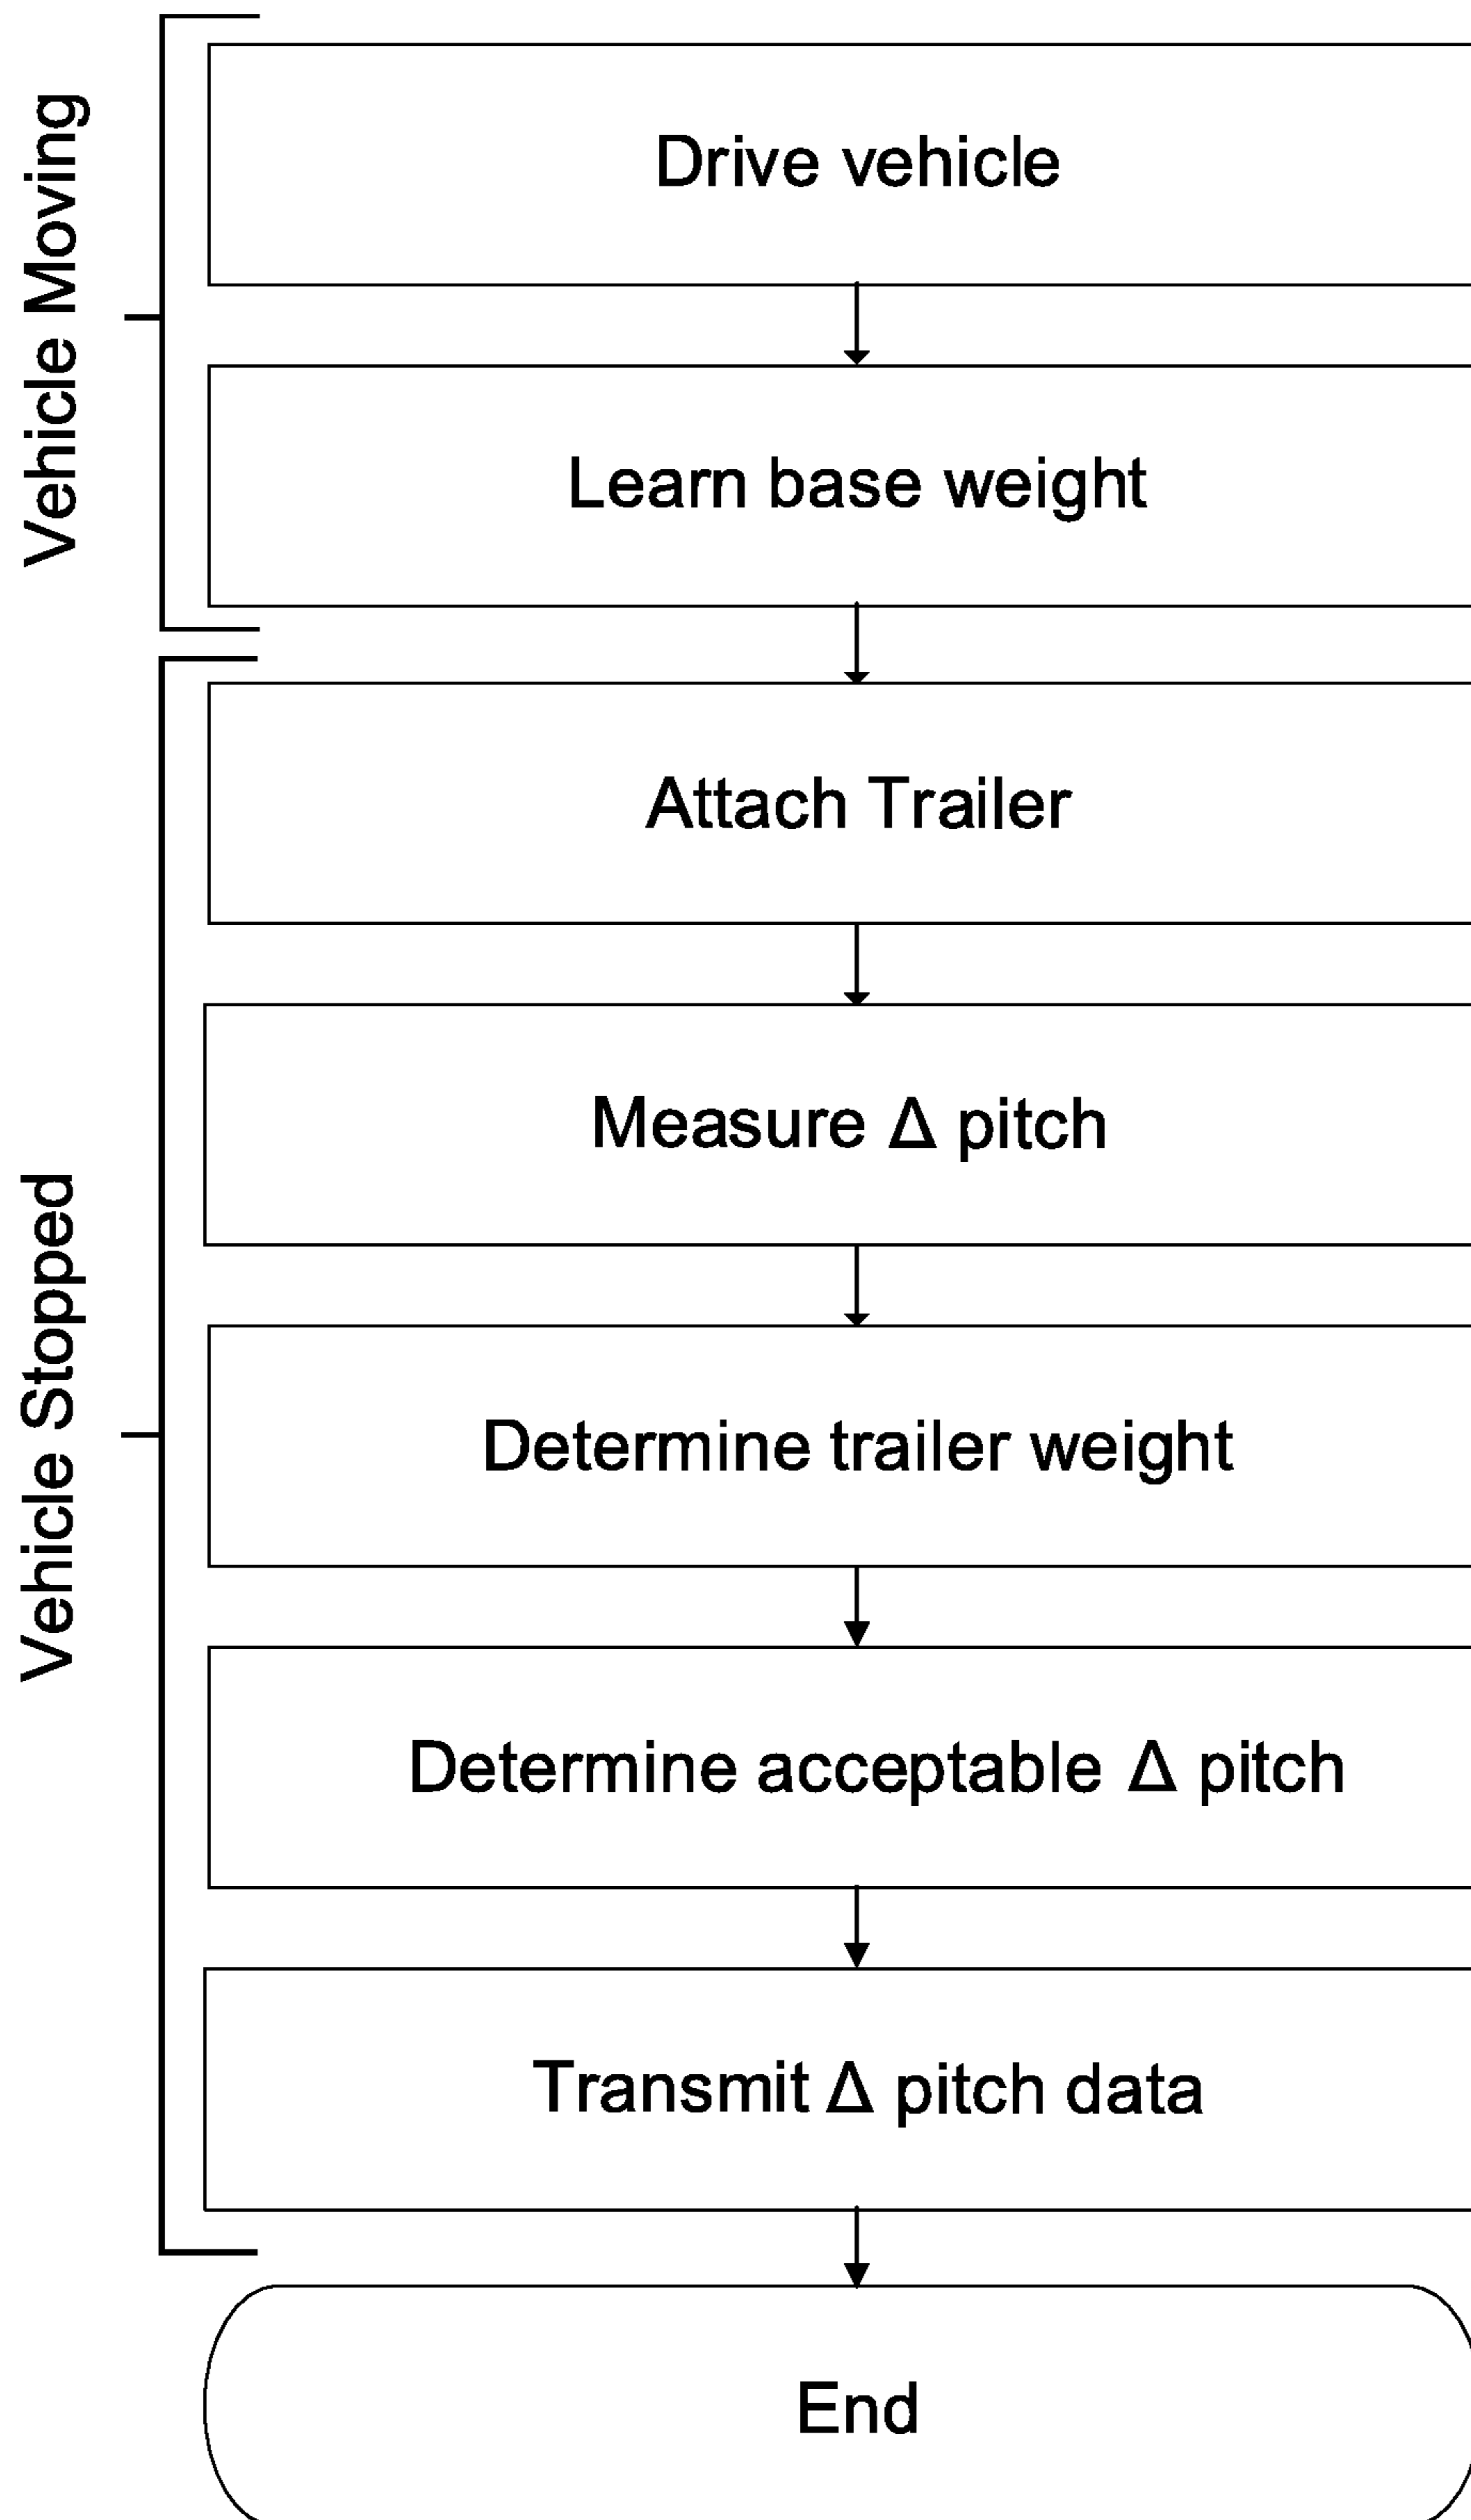 Vehicle Moving
Drive vehicle
Learn base weight
Vehicle Stopped
Attach Trailer
Measure Δ pitch
Determine trailer weight
Determine acceptable Δ pitch
Transmit Δ pitch data
End